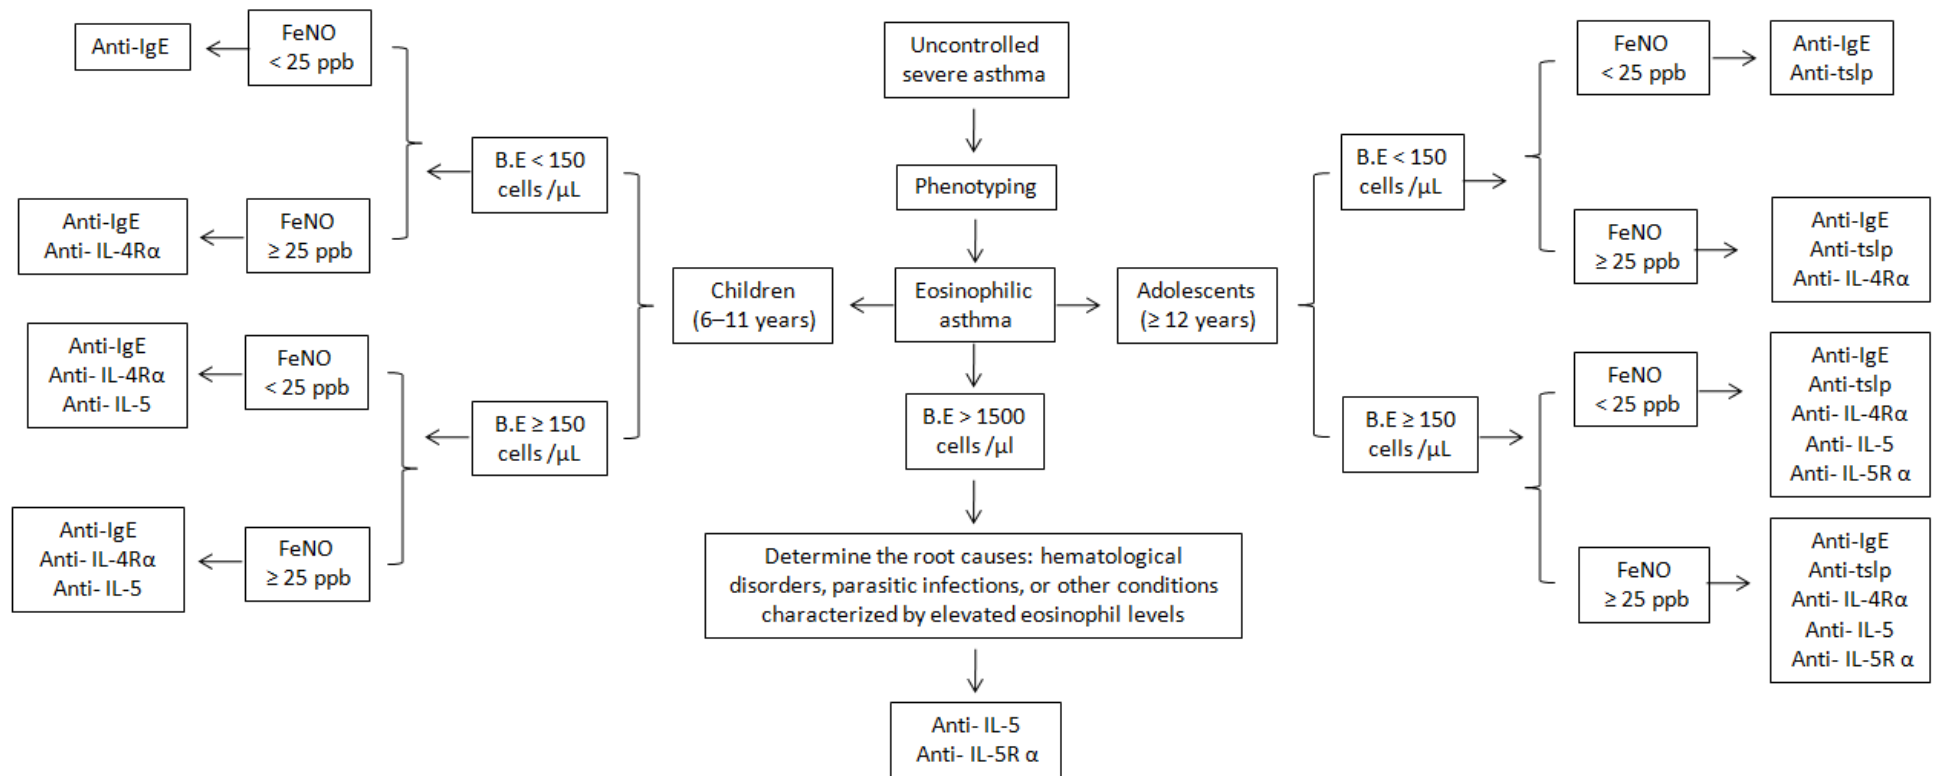 Uncontrolled
severe asthma
Phenotyping
Eosinophilic
asthma
Children
(6–11 years)
B.E < 150
cells /μL
FeNO
< 25 ppb
Anti-IgE
FeNO
≥ 25 ppb
Anti-IgE
Anti- IL-4Rα
B.E ≥ 150
cells /μL
FeNO
< 25 ppb
Anti-IgE
Anti- IL-4Rα
Anti- IL-5
FeNO
≥ 25 ppb
Anti-IgE
Anti- IL-4Rα
Anti- IL-5
B.E > 1500
cells /μl
Determine the root causes: hematological
disorders, parasitic infections, or other conditions
characterized by elevated eosinophil levels
Anti- IL-5
Anti- IL-5R α
Adolescents
(≥ 12 years)
B.E < 150
cells /μL
FeNO
< 25 ppb
Anti-IgE
Anti-tslp
FeNO
≥ 25 ppb
Anti-IgE
Anti-tslp
Anti- IL-4Rα
B.E ≥ 150
cells /μL
FeNO
< 25 ppb
Anti-IgE
Anti-tslp
Anti- IL-4Rα
Anti- IL-5
Anti- IL-5R α
FeNO
≥ 25 ppb
Anti-IgE
Anti-tslp
Anti- IL-4Rα
Anti- IL-5
Anti- IL-5R α